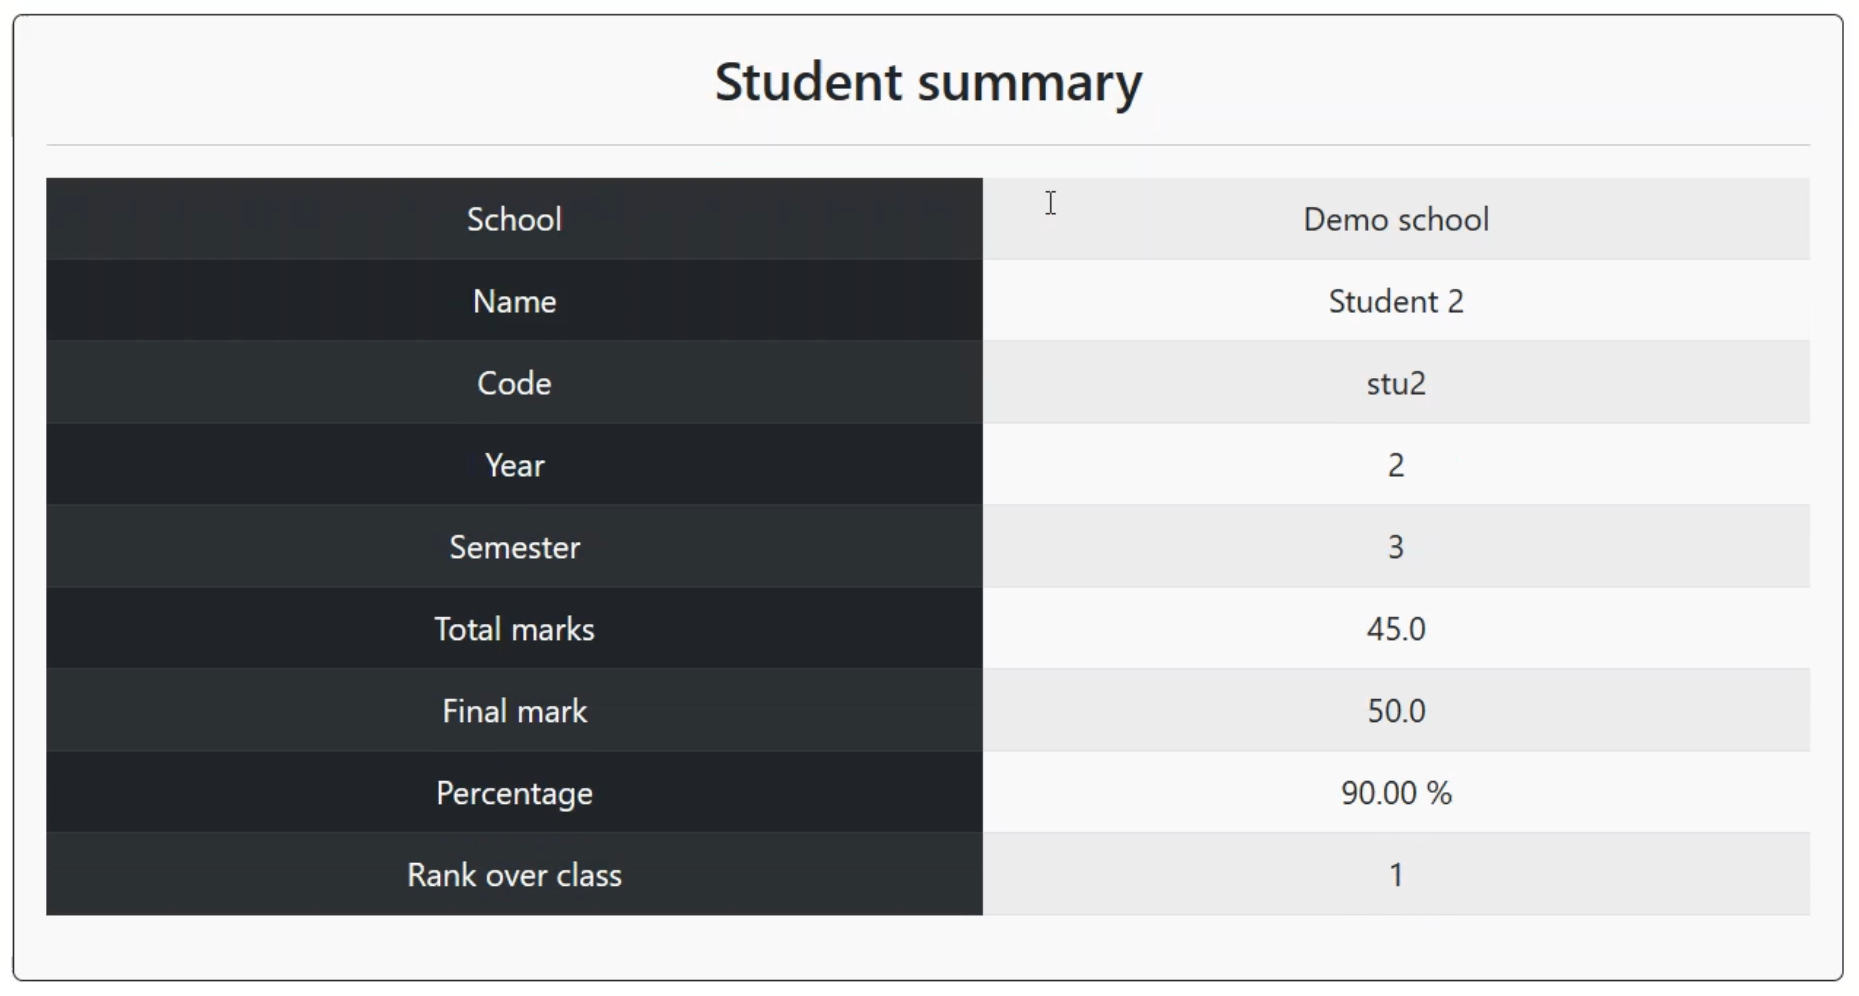 Student summary
School Demo school
Name Student 2
Code stu2
Year 2
Semester 3
Total marks 45.0
Final mark 50.0
Percentage 90.00 %
Rank over class 1